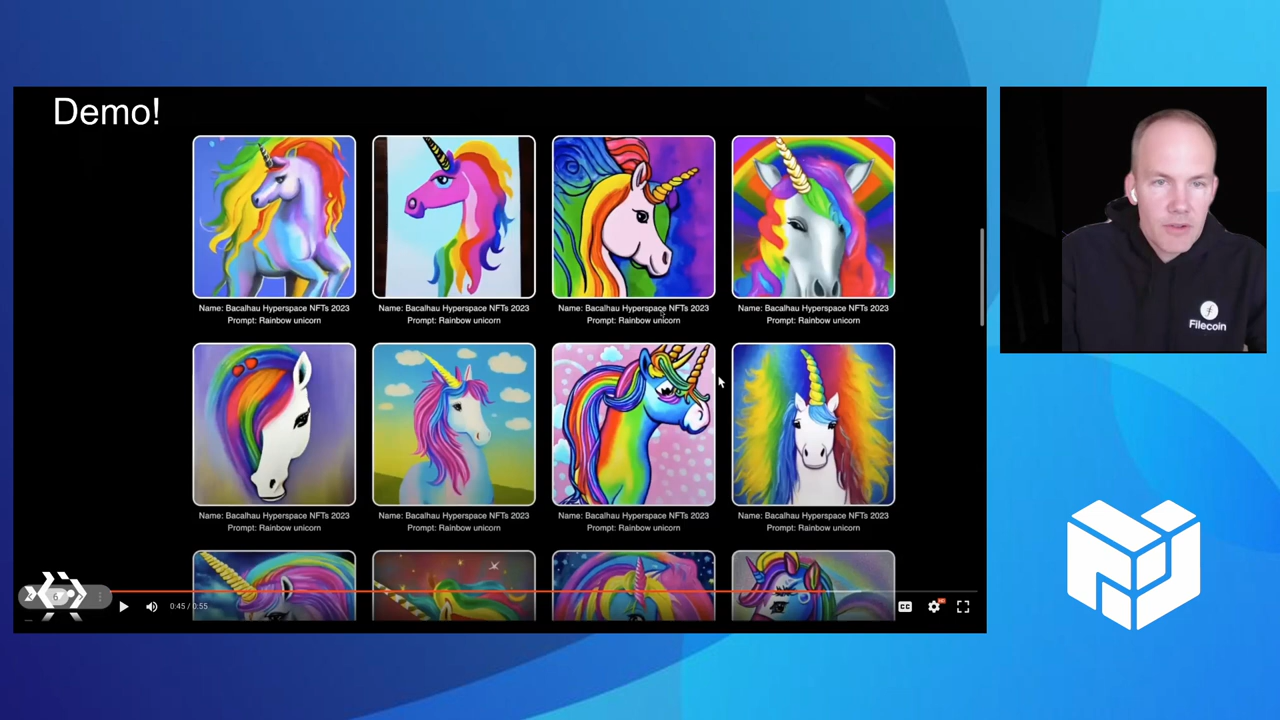 Demo!
Name: Bacalhau Hyperspace NFTs 2023
Prompt: Rainbow unicorn
Name: Bacalhau Hyperspace NFTs 2023
Prompt: Rainbow unicorn
Name: Bacalhau Hyperspace NFTs 2023
Prompt: Rainbow unicorn
Name: Bacalhau Hyperspace NFTs 2023
Prompt: Rainbow unicorn
Filecoin
Name: Bacalhau Hyperspace NFTs 2023
Prompt: Rainbow unicorn
Name: Bacalhau Hyperspace NFTs 2023
Prompt: Rainbow unicorn
Name: Bacalhau Hyperspace NFTs 2023
Prompt: Rainbow unicorn
Name: Bacalhau Hyperspace NFTs 2023
Prompt: Rainbow unicorn
0:45 / 0:55
CC
HD